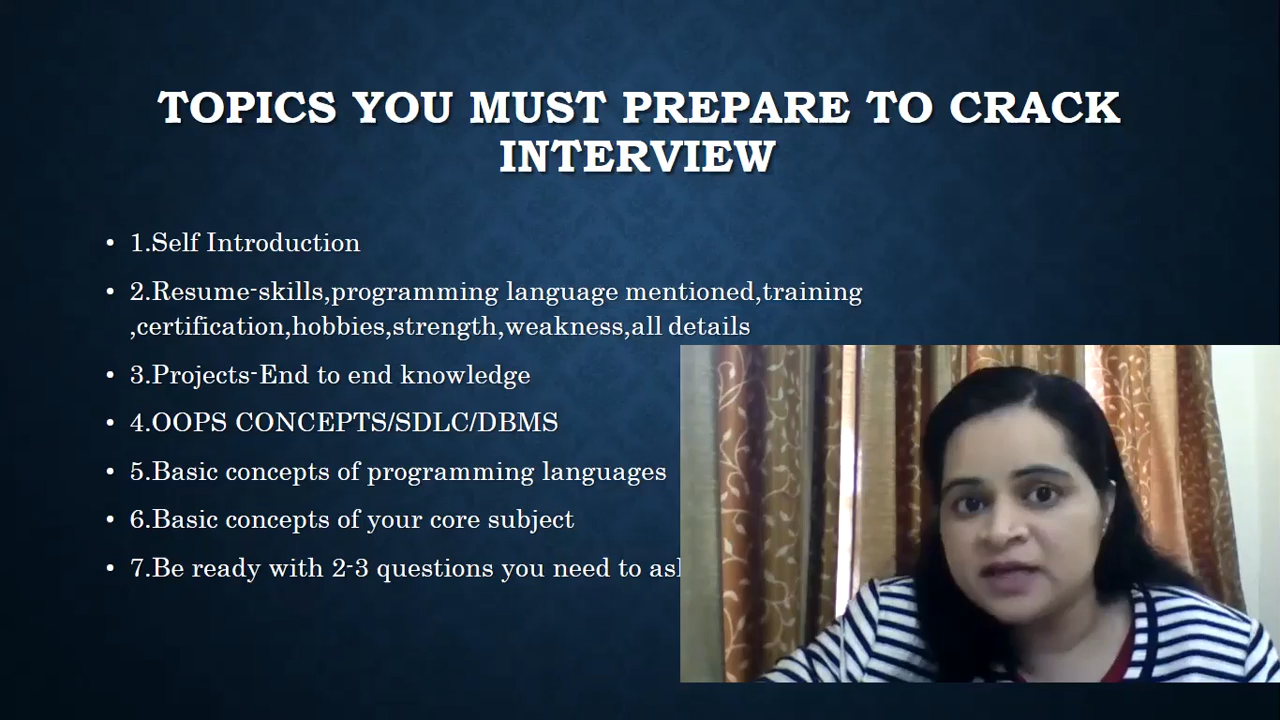 TOPICS YOU MUST PREPARE TO CRACK
INTERVIEW
• 1.Self Introduction
• 2.Resume-skills,programming language mentioned,training
,certification,hobbies,strength,weakness,all details
• 3.Projects-End to end knowledge
• 4.OOPS CONCEPTS/SDLC/DBMS
• 5.Basic concepts of programming languages
• 6.Basic concepts of your core subject
• 7.Be ready with 2-3 questions you need to